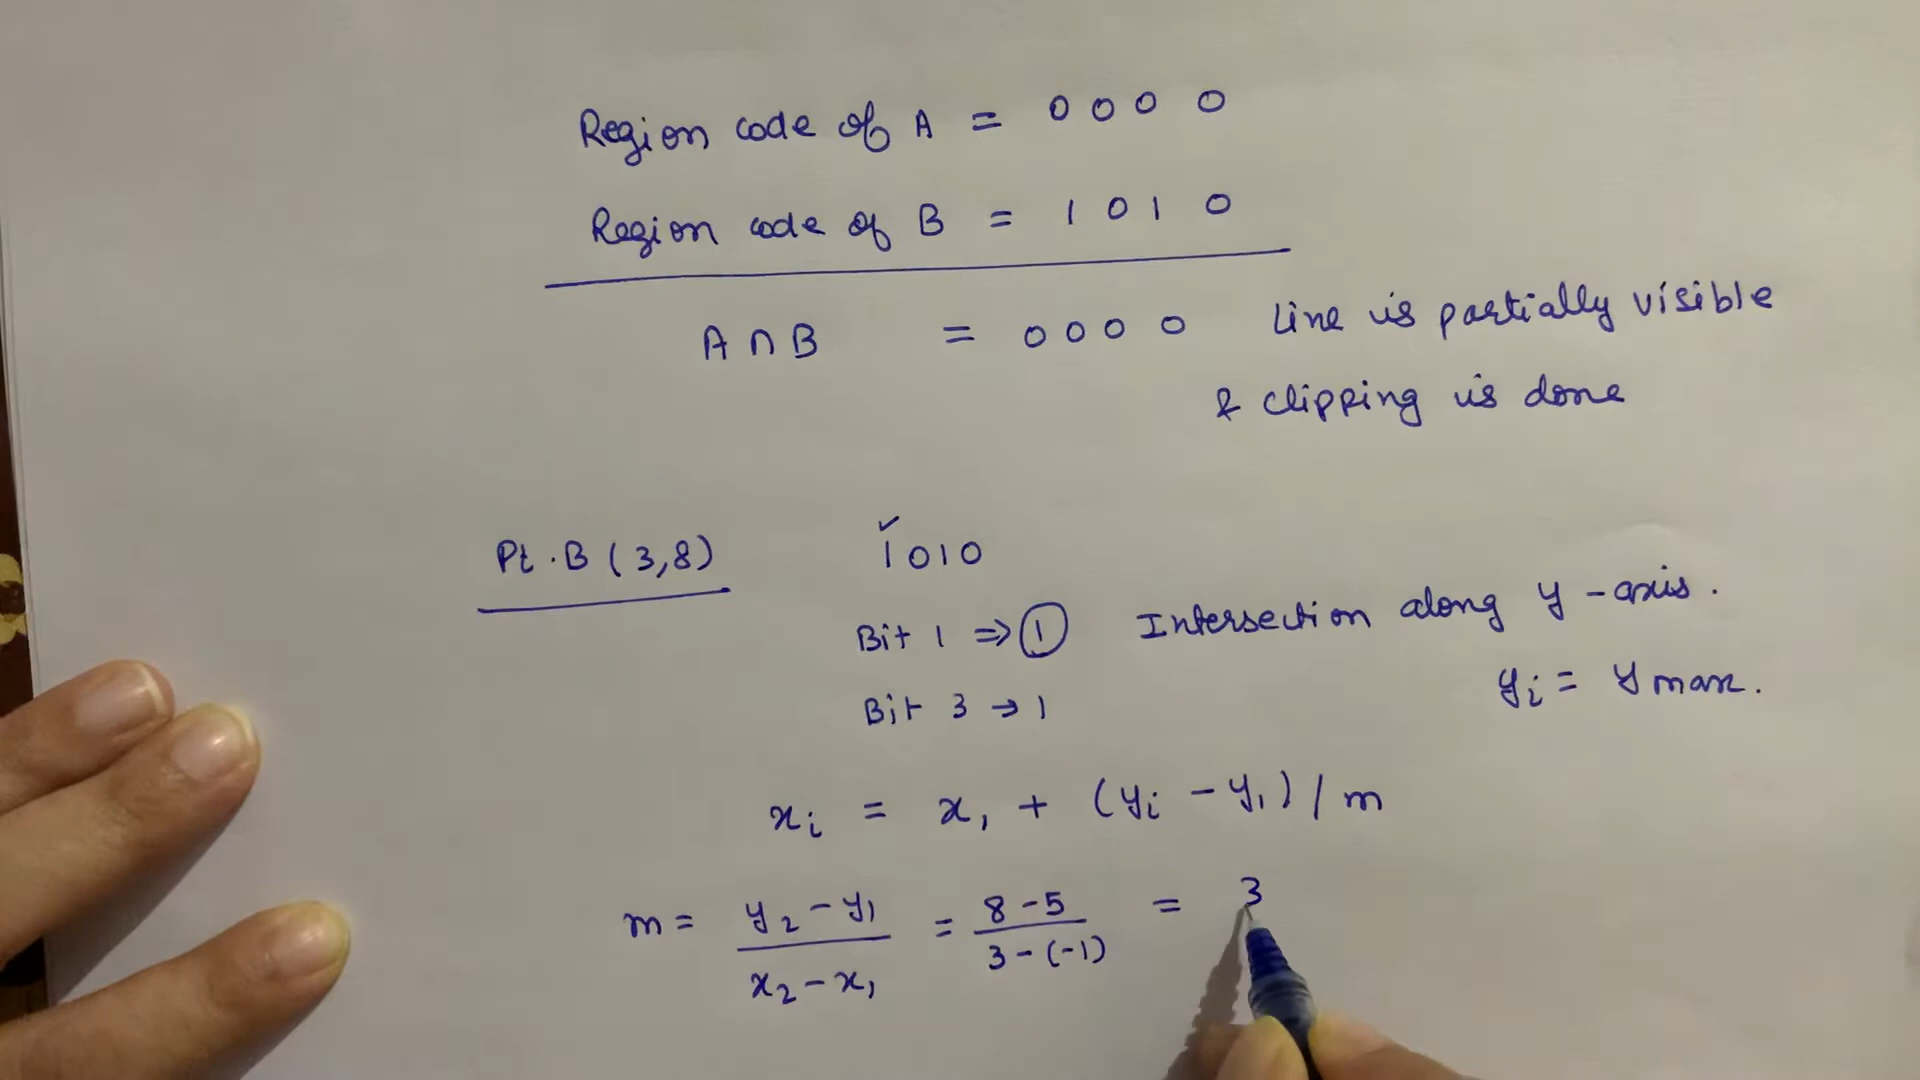 Region code of A = 0 0 0 0
Region code of B = 1 0 1 0
A ∩ B = 0 0 0 0 Line is partially visible
& clipping is done
Pt. B (3,8) 1010
Bit 1 ⇒ 1 Intersection along y-axis.
Bit 3 → 1 yi = ymax.
xi = x1 + (yi - y1) / m
m = y2 - y1 / x2 - x1 = 8 - 5 / 3 - (-1) = 3